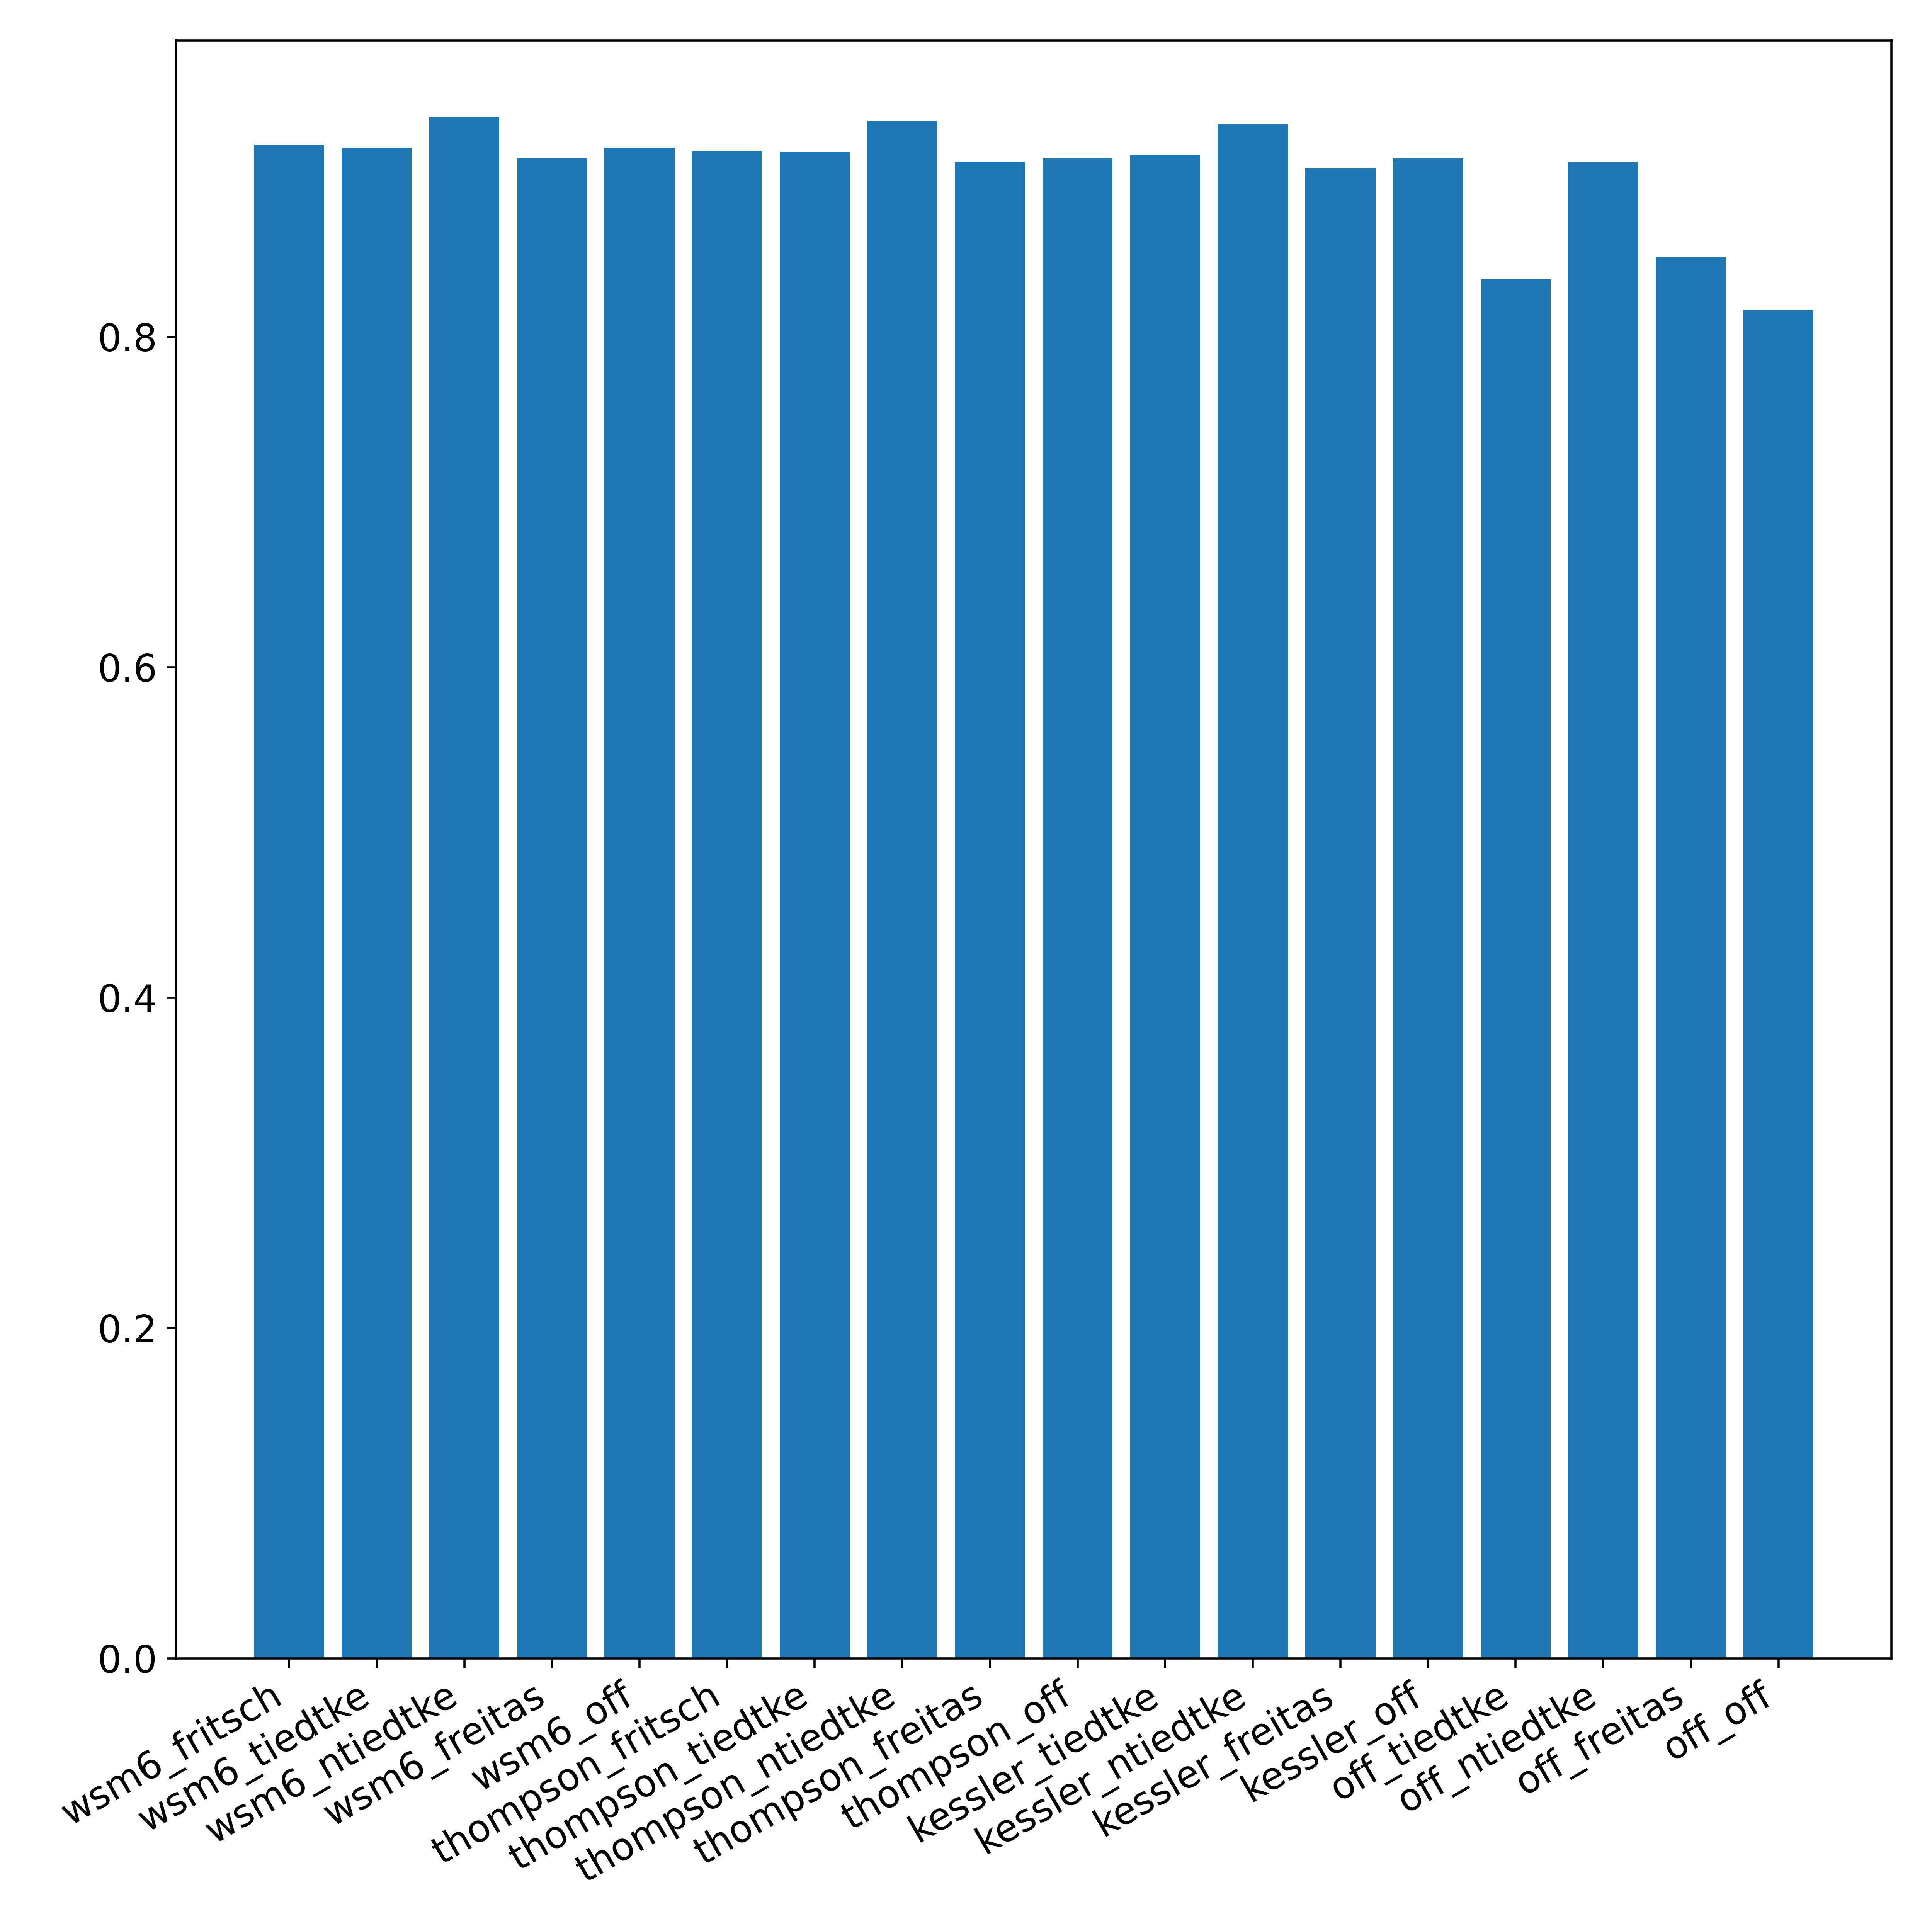 0.8
0.6
0.4
0.2
0.0
wsm6_fritsch
wsm6_tiedtke
wsm6_ntiedtke
wsm6_freitas
wsm6_off
thompson_fritsch
thompson_tiedtke
thompson_ntiedtke
thompson_freitas
thompson_off
kessler_tiedtke
kessler_ntiedtke
kessler_freitas
kessler_off
off_tiedtke
off_ntiedtke
off_freitas
off_off